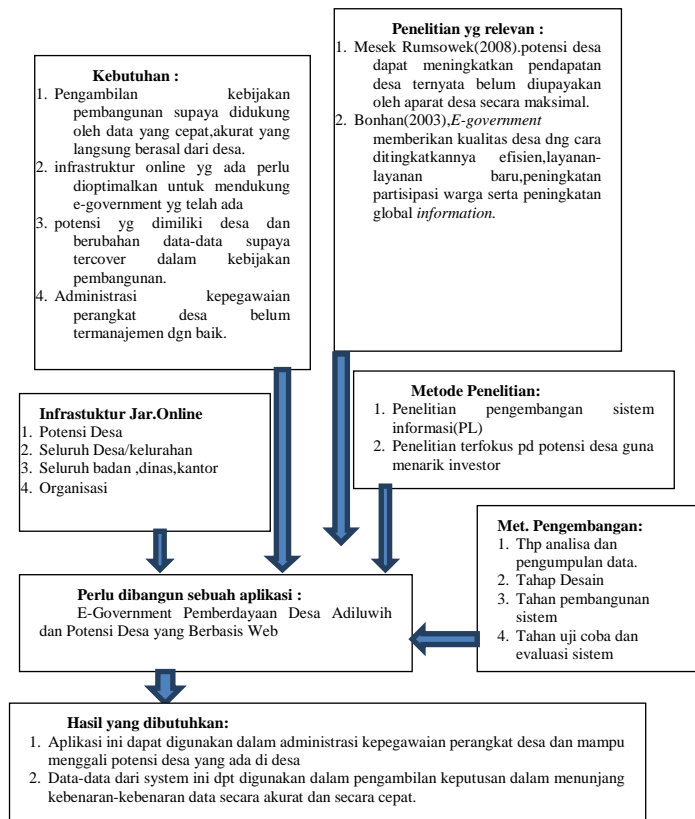 Kebutuhan :
1. Pengambilan kebijakan
pembangunan supaya didukung
oleh data yang cepat,akurat yang
langsung berasal dari desa.
2. infrastruktur online yg ada perlu
dioptimalkan untuk mendukung
e-government yg telah ada
3. potensi yg dimiliki desa dan
berubahan data-data supaya
tercover dalam kebijakan
pembangunan.
4. Administrasi kepegawaian
perangkat desa belum
termanajemen dgn baik.
Penelitian yg relevan :
1. Mesek Rumsowek(2008).potensi desa
dapat meningkatkan pendapatan
desa ternyata belum diupayakan
oleh aparat desa secara maksimal.
2. Bonhan(2003),E-government
memberikan kualitas desa dng cara
ditingkatkannya efisien,layanan-
layanan baru,peningkatan
partisipasi warga serta peningkatan
global information.
Infrastuktur Jar.Online
1. Potensi Desa
2. Seluruh Desa/kelurahan
3. Seluruh badan ,dinas,kantor
4. Organisasi
Metode Penelitian:
1. Penelitian pengembangan sistem
informasi(PL)
2. Penelitian terfokus pd potensi desa guna
menarik investor
Met. Pengembangan:
1. Thp analisa dan
pengumpulan data.
2. Tahap Desain
3. Tahan pembangunan
sistem
4. Tahan uji coba dan
evaluasi sistem
Perlu dibangun sebuah aplikasi :
E-Government Pemberdayaan Desa Adiluwih
dan Potensi Desa yang Berbasis Web
Hasil yang dibutuhkan:
1. Aplikasi ini dapat digunakan dalam administrasi kepegawaian perangkat desa dan mampu
menggali potensi desa yang ada di desa
2. Data-data dari system ini dpt digunakan dalam pengambilan keputusan dalam menunjang
kebenaran-kebenaran data secara akurat dan secara cepat.